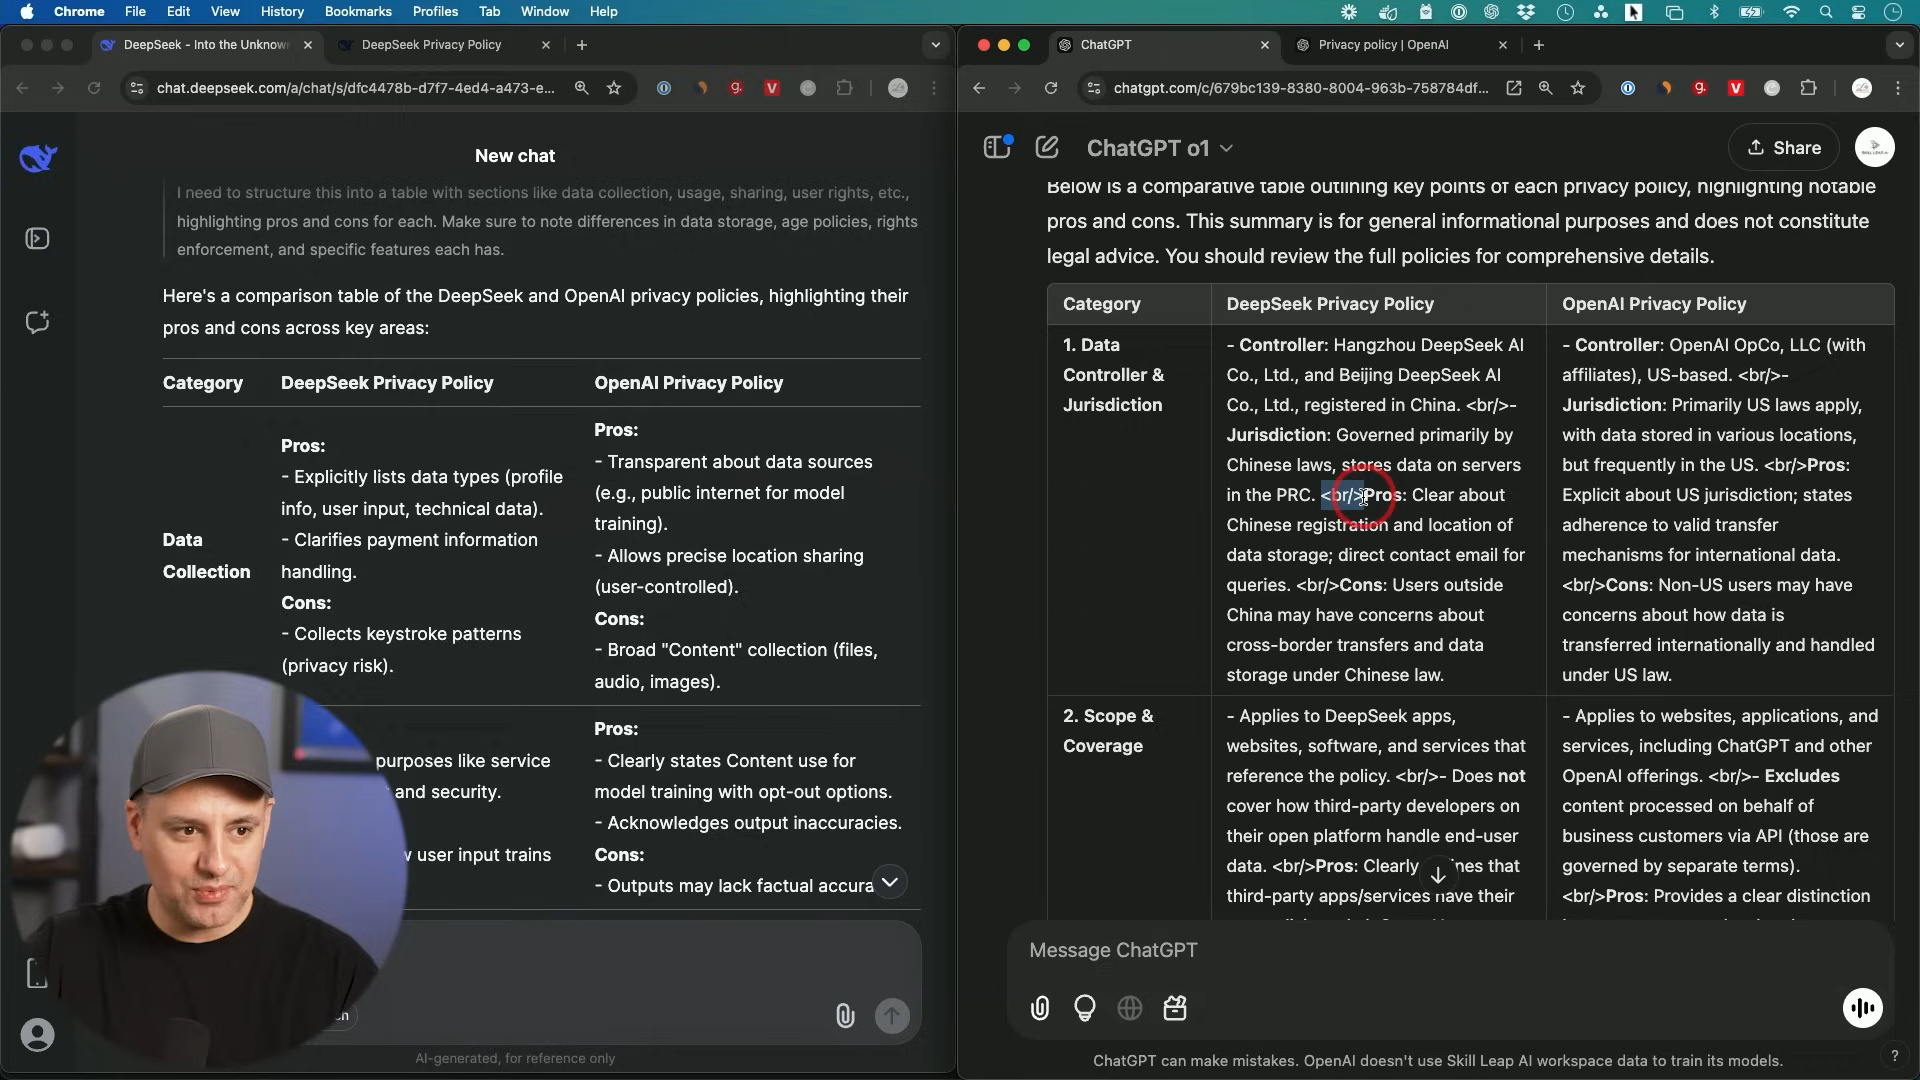 Chrome File Edit View History Bookmarks Profiles Tab Window Help
DeepSeek - Into the Unknow
DeepSeek Privacy Policy
chat.deepseek.com/a/chat/s/dfc4478b-d7f7-4ed4-a473-e...
New chat
I need to structure this into a table with sections like data collection, usage, sharing, user rights, etc.,
highlighting pros and cons for each. Make sure to note differences in data storage, age policies, rights
enforcement, and specific features each has.
Here's a comparison table of the DeepSeek and OpenAI privacy policies, highlighting their
pros and cons across key areas:
Category DeepSeek Privacy Policy OpenAI Privacy Policy
Data
Collection
Pros:
- Explicitly lists data types (profile
info, user input, technical data).
- Clarifies payment information
handling.
Cons:
- Collects keystroke patterns
(privacy risk).
Pros:
- Transparent about data sources
(e.g., public internet for model
training).
- Allows precise location sharing
(user-controlled).
Cons:
- Broad "Content" collection (files,
audio, images).
purposes like service
and security.
user input trains
Pros:
- Clearly states Content use for
model training with opt-out options.
- Acknowledges output inaccuracies.
Cons:
- Outputs may lack factual accura
AI-generated, for reference only
ChatGPT
Privacy policy | OpenAI
chatgpt.com/c/679bc139-8380-8004-963b-758784df...
ChatGPT o1
Share
Below is a comparative table outlining key points of each privacy policy, highlighting notable
pros and cons. This summary is for general informational purposes and does not constitute
legal advice. You should review the full policies for comprehensive details.
Category DeepSeek Privacy Policy OpenAI Privacy Policy
1. Data
Controller &
Jurisdiction
- Controller: Hangzhou DeepSeek AI
Co., Ltd., and Beijing DeepSeek AI
Co., Ltd., registered in China. <br/>-
Jurisdiction: Governed primarily by
Chinese laws, stores data on servers
in the PRC. <br/>Pros: Clear about
Chinese registration and location of
data storage; direct contact email for
queries. <br/>Cons: Users outside
China may have concerns about
cross-border transfers and data
storage under Chinese law.
- Controller: OpenAI OpCo, LLC (with
affiliates), US-based. <br/>-
Jurisdiction: Primarily US laws apply,
with data stored in various locations,
but frequently in the US. <br/>Pros:
Explicit about US jurisdiction; states
adherence to valid transfer
mechanisms for international data.
<br/>Cons: Non-US users may have
concerns about how data is
transferred internationally and handled
under US law.
2. Scope &
Coverage
- Applies to DeepSeek apps,
websites, software, and services that
reference the policy. <br/>- Does not
cover how third-party developers on
their open platform handle end-user
data. <br/>Pros: Clearly that
third-party apps/services have their
- Applies to websites, applications, and
services, including ChatGPT and other
OpenAI offerings. <br/>- Excludes
content processed on behalf of
business customers via API (those are
governed by separate terms).
<br/>Pros: Provides a clear distinction
Message ChatGPT
ChatGPT can make mistakes. OpenAI doesn't use Skill Leap AI workspace data to train its models.
?